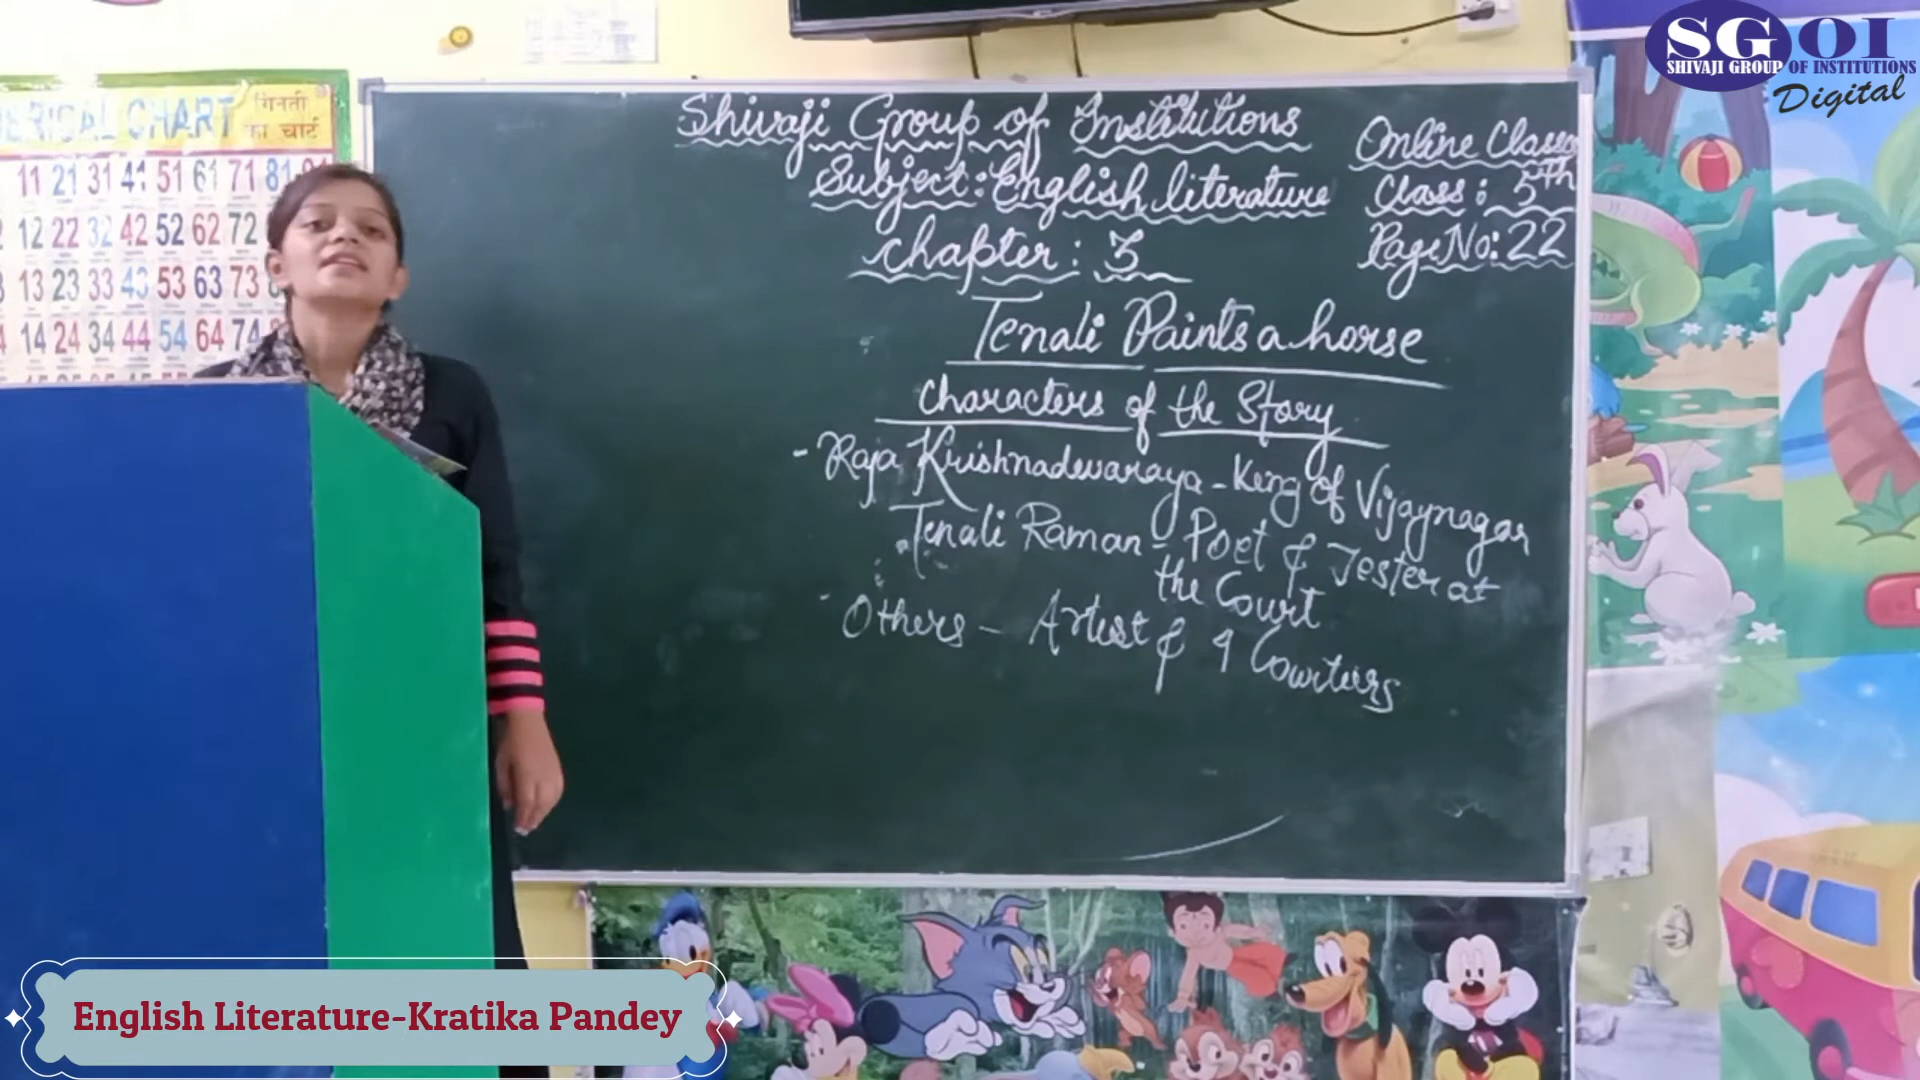 SGOI
SHIVAJI GROUP OF INSTITUTIONS
Digital
ERICAL CHART गिनती
का चार्ट
11 21 31 41 51 61 71 81 91
12 22 32 42 52 62 72
13 23 33 43 53 63 73
14 24 34 44 54 64 74
Shivaji Group of Institutions
Subject: English literature
Chapter: 3
Online Classes
Class: 5th
Page No: 22
Tenali Paints a horse
Characters of the Story
- Raja Krishnadevaraya - King of Vijaynagar
Tenali Raman - Poet & Jester at
the Court
- Others - Artist & 9 Courtiers
English Literature-Kratika Pandey